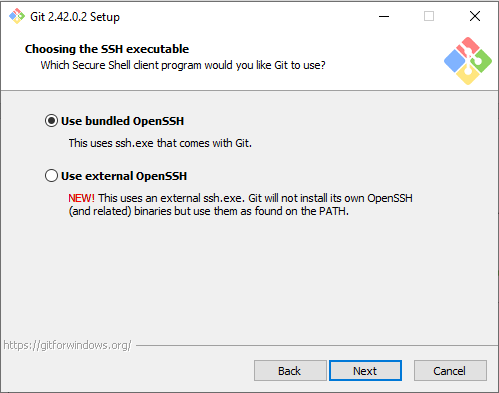 Git 2.42.0.2 Setup
Choosing the SSH executable
Which Secure Shell client program would you like Git to use?
Use bundled OpenSSH
This uses ssh.exe that comes with Git.
Use external OpenSSH
NEW! This uses an external ssh.exe. Git will not install its own OpenSSH
(and related) binaries but use them as found on the PATH.
https://gitforwindows.org/
Back Next Cancel